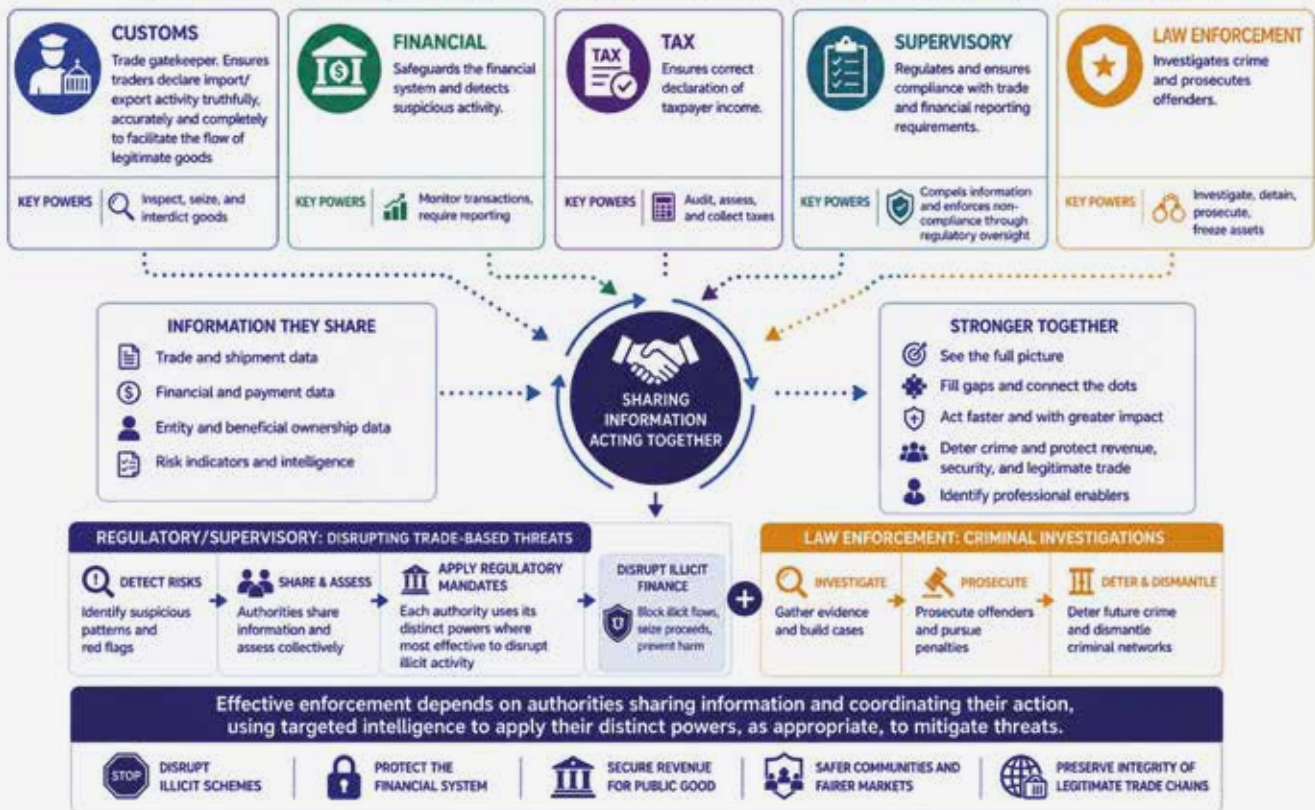 CUSTOMS
Trade gatekeeper. Ensures
traders declare import/
export activity truthfully,
accurately and completely
to facilitate the flow of
legitimate goods
KEY POWERS
Inspect, seize, and
interdict goods
FINANCIAL
Safeguards the financial
system and detects
suspicious activity.
KEY POWERS
Monitor transactions,
require reporting
TAX
TAX
Ensures correct
declaration of
taxpayer income.
KEY POWERS
Audit, assess,
and collect taxes
SUPERVISORY
Regulates and ensures
compliance with trade
and financial reporting
requirements.
KEY POWERS
Compels information
and enforces non-
compliance through
regulatory oversight
LAW ENFORCEMENT
Investigates crime
and prosecutes
offenders.
KEY POWERS
Investigate, detain,
prosecute,
freeze assets
INFORMATION THEY SHARE
Trade and shipment data
Financial and payment data
Entity and beneficial ownership data
Risk indicators and intelligence
SHARING
INFORMATION
ACTING TOGETHER
STRONGER TOGETHER
See the full picture
Fill gaps and connect the dots
Act faster and with greater impact
Deter crime and protect revenue,
security, and legitimate trade
Identify professional enablers
REGULATORY/SUPERVISORY: DISRUPTING TRADE-BASED THREATS
DETECT RISKS
Identify suspicious
patterns and
red flags
SHARE & ASSESS
Authorities share
information and
assess collectively
APPLY REGULATORY
MANDATES
Each authority uses its
distinct powers where
most effective to disrupt
illicit activity
DISRUPT ILLICIT
FINANCE
Block illicit flows,
seize proceeds,
prevent harm
LAW ENFORCEMENT: CRIMINAL INVESTIGATIONS
INVESTIGATE
Gather evidence
and build cases
PROSECUTE
Prosecute offenders
and pursue
penalties
DETER & DISMANTLE
Deter future crime
and dismantle
criminal networks
Effective enforcement depends on authorities sharing information and coordinating their action,
using targeted intelligence to apply their distinct powers, as appropriate, to mitigate threats.
STOP
DISRUPT
ILLICIT SCHEMES
PROTECT THE
FINANCIAL SYSTEM
SECURE REVENUE
FOR PUBLIC GOOD
SAFER COMMUNITIES AND
FAIRER MARKETS
PRESERVE INTEGRITY OF
LEGITIMATE TRADE CHAINS